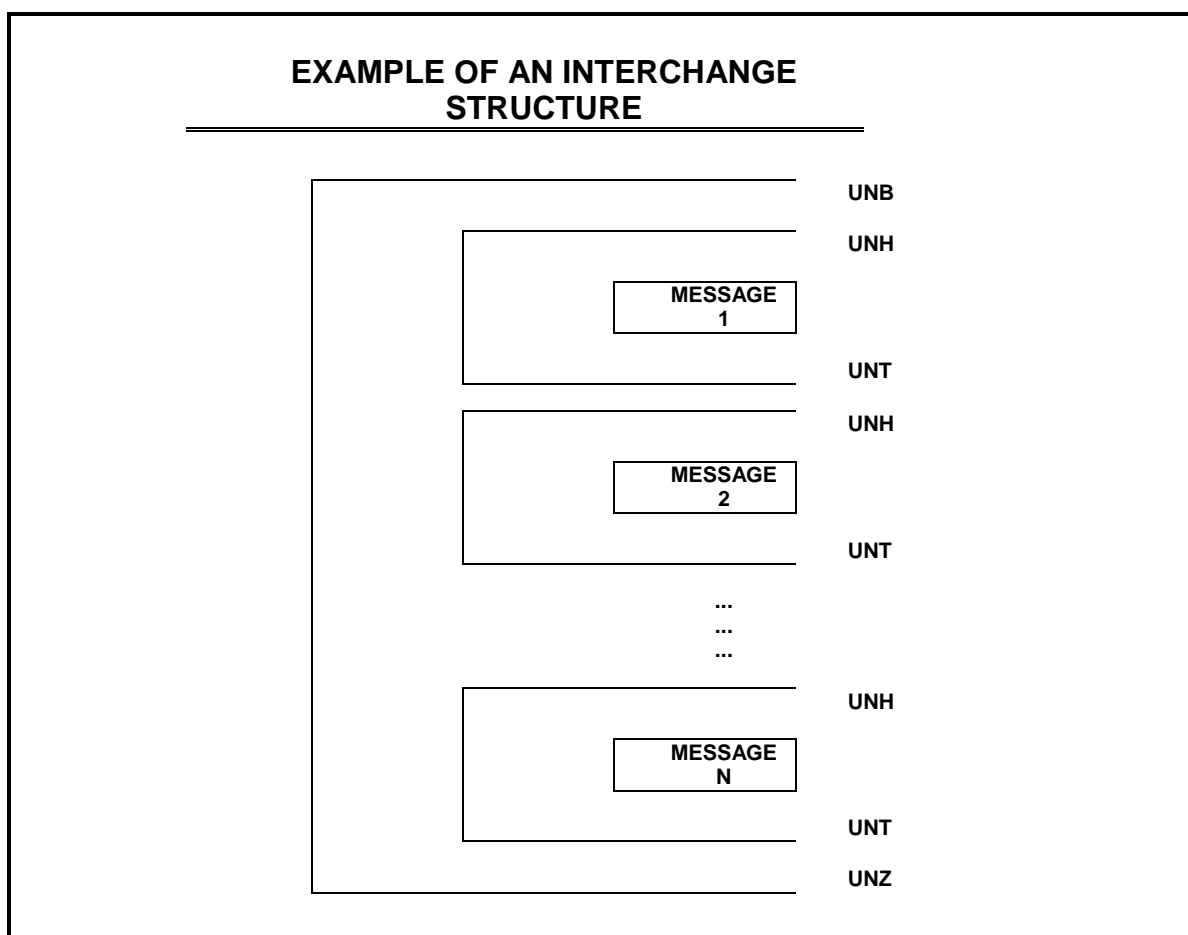 EXAMPLE OF AN INTERCHANGE
STRUCTURE
UNB
UNH
MESSAGE
1
UNT
UNH
MESSAGE
2
UNT
...
...
...
UNH
MESSAGE
N
UNT
UNZ